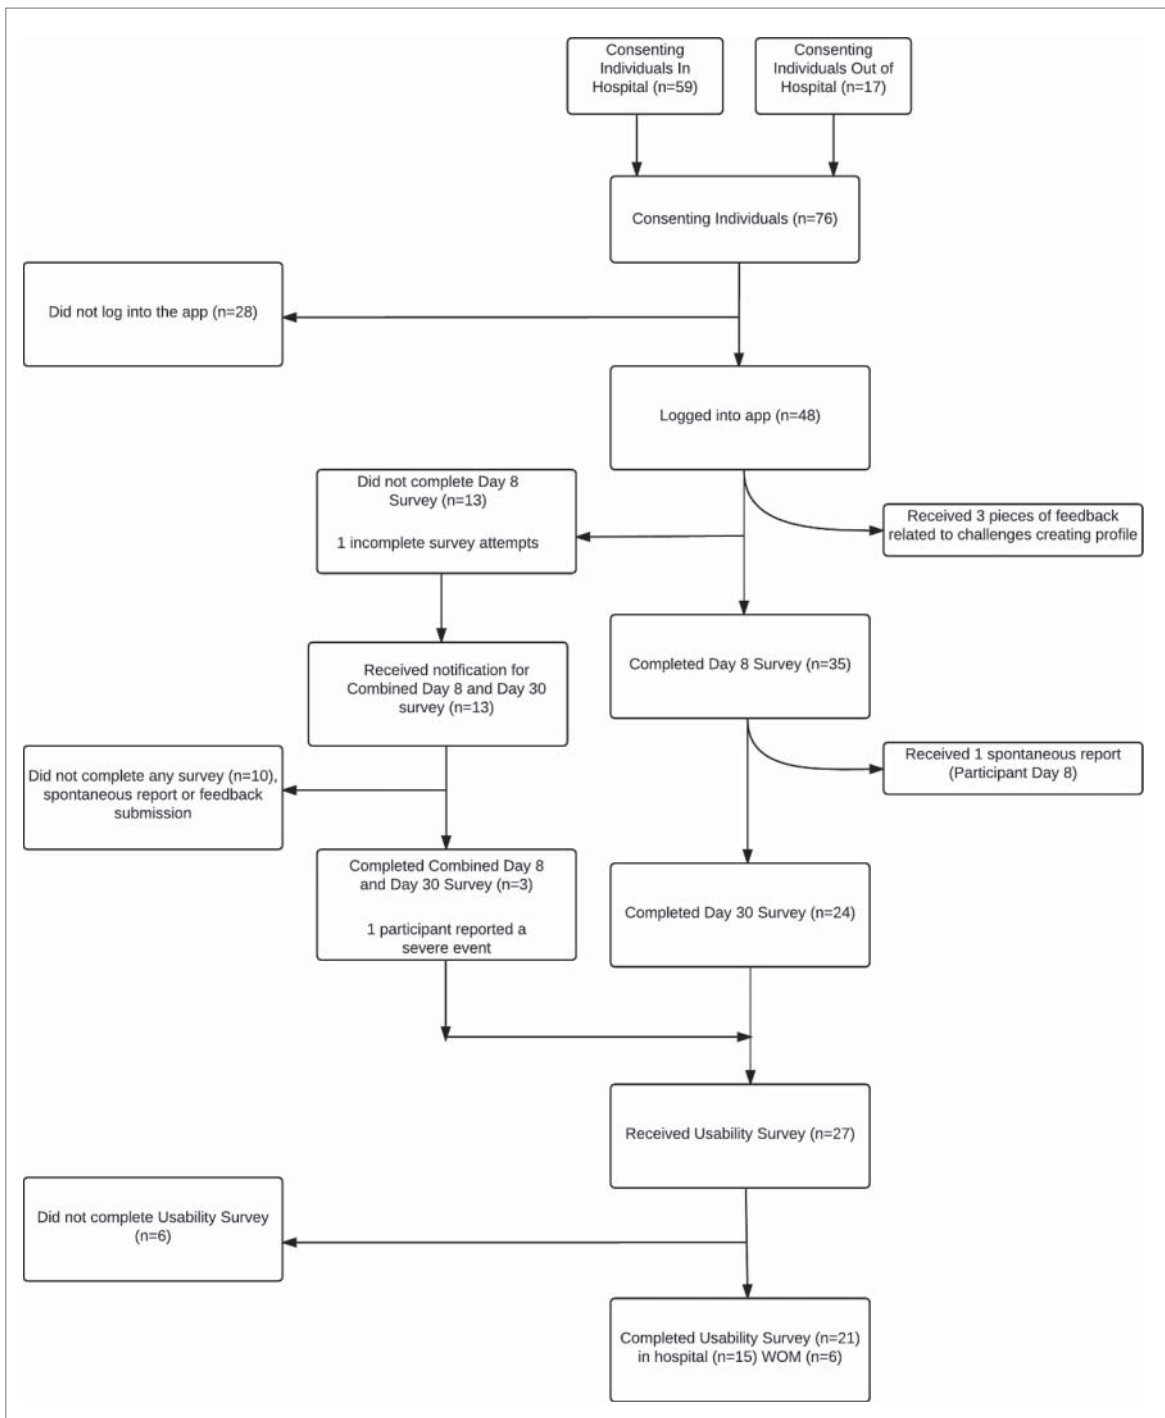 Consenting
Individuals In
Hospital (n=59)
Consenting
Individuals Out of
Hospital (n=17)
Consenting Individuals (n=76)
Did not log into the app (n=28)
Logged into app (n=48)
Did not complete Day 8
Survey (n=13)
1 incomplete survey attempts
Received 3 pieces of feedback
related to challenges creating profile
Received notification for
Combined Day 8 and Day 30
survey (n=13)
Completed Day 8 Survey (n=35)
Did not complete any survey (n=10),
spontaneous report or feedback
submission
Received 1 spontaneous report
(Participant Day 8)
Completed Combined Day 8
and Day 30 Survey (n=3)
1 participant reported a
severe event
Completed Day 30 Survey (n=24)
Received Usability Survey (n=27)
Did not complete Usability Survey
(n=6)
Completed Usability Survey (n=21)
in hospital (n=15) WOM (n=6)